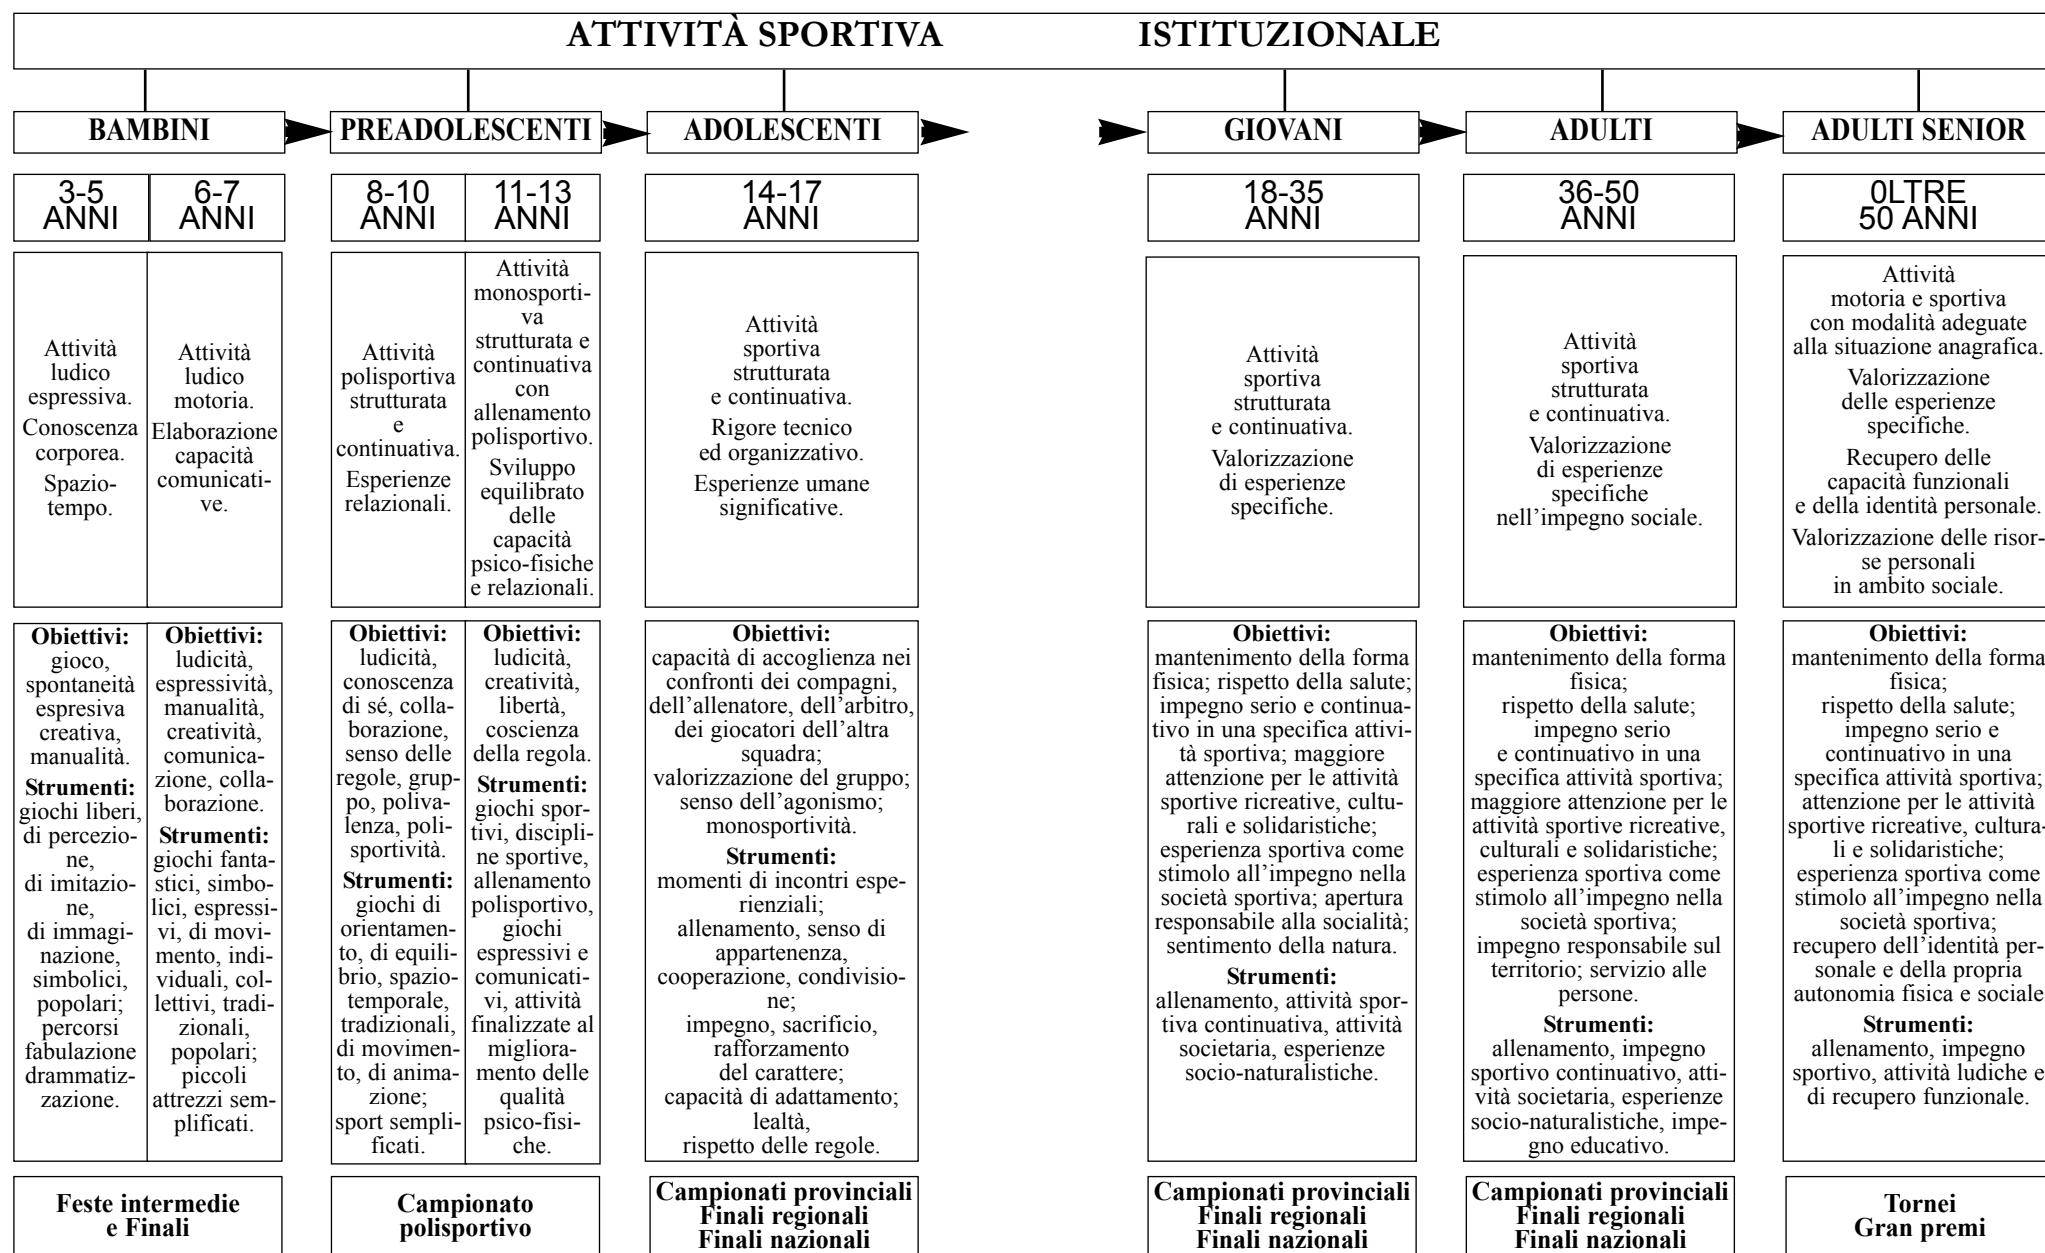 ATTIVITÀ SPORTIVA ISTITUZIONALE
BAMBINI
PREADOLESCENTI
ADOLESCENTI
GIOVANI
ADULTI
ADULTI SENIOR
3-5
ANNI
6-7
ANNI
8-10
ANNI
11-13
ANNI
14-17
ANNI
18-35
ANNI
36-50
ANNI
0LTRE
50 ANNI
Attività
ludico
espressiva.
Conoscenza
corporea.
Spazio-
tempo.
Attività
ludico
motoria.
Elaborazione
capacità
comunicati-
ve.
Attività
polisportiva
strutturata
e
continuativa.
Esperienze
relazionali.
Attività
monosporti-
va
strutturata e
continuativa
con
allenamento
polisportivo.
Sviluppo
equilibrato
delle
capacità
psico-fisiche
e relazionali.
Attività
sportiva
strutturata
e continuativa.
Rigore tecnico
ed organizzativo.
Esperienze umane
significative.
Attività
sportiva
strutturata
e continuativa.
Valorizzazione
di esperienze
specifiche.
Attività
sportiva
strutturata
e continuativa.
Valorizzazione
di esperienze
specifiche
nell'impegno sociale.
Attività
motoria e sportiva
con modalità adeguate
alla situazione anagrafica.
Valorizzazione
delle esperienze
specifiche.
Recupero delle
capacità funzionali
e della identità personale.
Valorizzazione delle risor-
se personali
in ambito sociale.
Obiettivi:
gioco,
spontaneità
espresiva
creativa,
manualità.
Strumenti:
giochi liberi,
di percezio-
ne,
di imitazio-
ne,
di immagi-
nazione,
simbolici,
popolari;
percorsi
fabulazione
drammatiz-
zazione.
Obiettivi:
ludicità,
espressività,
manualità,
creatività,
comunica-
zione, colla-
borazione.
Strumenti:
giochi fanta-
stici, simbo-
lici, espressi-
vi, di movi-
mento, indi-
viduali, col-
lettivi, tradi-
zionali,
popolari;
piccoli
attrezzi sem-
plificati.
Obiettivi:
ludicità,
conoscenza
di sé, colla-
borazione,
senso delle
regole, grup-
po, poliva-
lenza, poli-
sportività.
Strumenti:
giochi di
orientamen-
to, di equili-
brio, spazio-
temporale,
tradizionali,
di movimen-
to, di anima-
zione;
sport sempli-
ficati.
Obiettivi:
ludicità,
creatività,
libertà,
coscienza
della regola.
Strumenti:
giochi spor-
tivi, discipli-
ne sportive,
allenamento
polisportivo,
giochi
espressivi e
comunicati-
vi, attività
finalizzate al
migliora-
mento delle
qualità
psico-fisi-
che.
Obiettivi:
capacità di accoglienza nei
confronti dei compagni,
dell'allenatore, dell'arbitro,
dei giocatori dell'altra
squadra;
valorizzazione del gruppo;
senso dell'agonismo;
monosportività.
Strumenti:
momenti di incontri espe-
rienziali;
allenamento, senso di
appartenenza,
cooperazione, condivisio-
ne;
impegno, sacrificio,
rafforzamento
del carattere;
capacità di adattamento;
lealtà,
rispetto delle regole.
Obiettivi:
mantenimento della forma
fisica; rispetto della salute;
impegno serio e continua-
tivo in una specifica attivi-
tà sportiva; maggiore
attenzione per le attività
sportive ricreative, cultu-
rali e solidaristiche;
esperienza sportiva come
stimolo all'impegno nella
società sportiva; apertura
responsabile alla socialità;
sentimento della natura.
Strumenti:
allenamento, attività spor-
tiva continuativa, attività
societaria, esperienze
socio-naturalistiche.
Obiettivi:
mantenimento della forma
fisica;
rispetto della salute;
impegno serio
e continuativo in una
specifica attività sportiva;
maggiore attenzione per le
attività sportive ricreative,
culturali e solidaristiche;
esperienza sportiva come
stimolo all'impegno nella
società sportiva;
impegno responsabile sul
territorio; servizio alle
persone.
Strumenti:
allenamento, impegno
sportivo continuativo, atti-
vità societaria, esperienze
socio-naturalistiche, impe-
gno educativo.
Obiettivi:
mantenimento della forma
fisica;
rispetto della salute;
impegno serio e
continuativo in una
specifica attività sportiva;
attenzione per le attività
sportive ricreative, cultura-
li e solidaristiche;
esperienza sportiva come
stimolo all'impegno nella
società sportiva;
recupero dell'identità per-
sonale e della propria
autonomia fisica e sociale
Strumenti:
allenamento, impegno
sportivo, attività ludiche e
di recupero funzionale.
Feste intermedie
e Finali
Campionato
polisportivo
Campionati provinciali
Finali regionali
Finali nazionali
Campionati provinciali
Finali regionali
Finali nazionali
Campionati provinciali
Finali regionali
Finali nazionali
Tornei
Gran premi